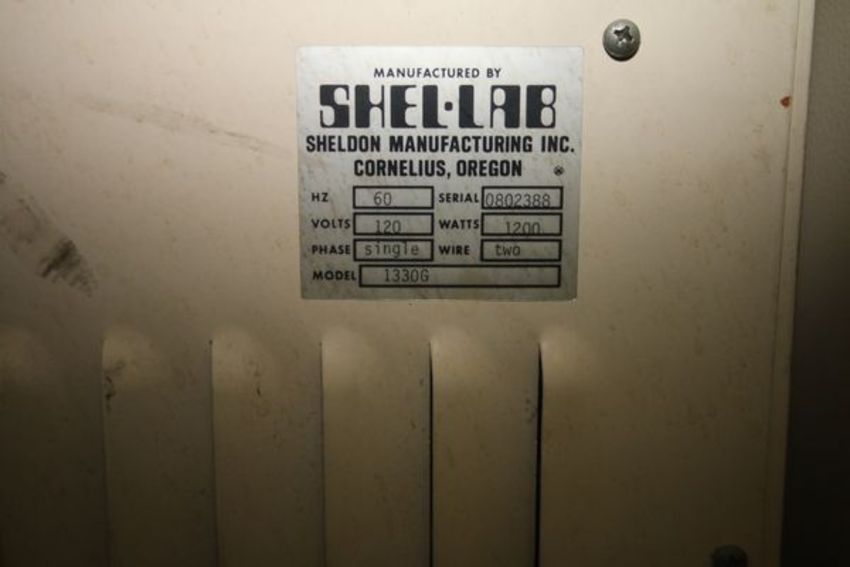 MANUFACTURED BY
SHEL·LAB
SHELDON MANUFACTURING INC.
CORNELIUS, OREGON ®
HZ 60 SERIAL 0802388
VOLTS 120 WATTS 1200
PHASE single WIRE two
MODEL 1330G